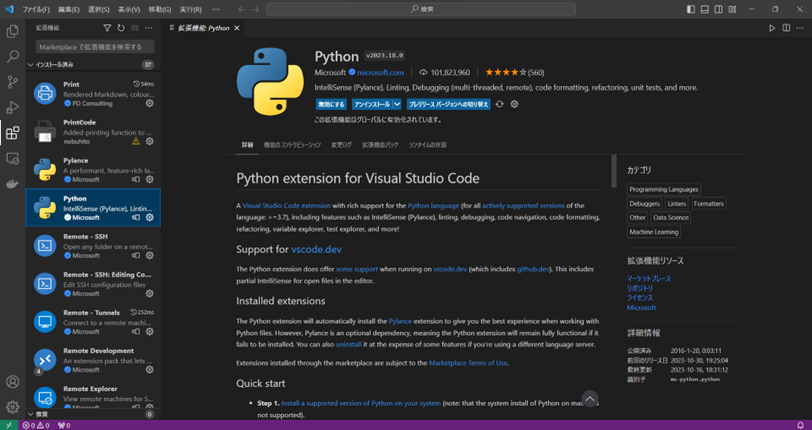 ファイル(F) 編集(E) 選択(S) 表示(V) 移動(G) 実行(R) ···
検索
拡張機能
拡張機能: Python
Marketplace で拡張機能を検索する
インストール済み 37
Print 54ms
Rendered Markdown, colour...
PD Consulting
PrintCode
Added printing function to ...
nobuhito
Pylance
A performant, feature-rich la...
Microsoft
Python
IntelliSense (Pylance), Lintin...
Microsoft
Remote - SSH
Open any folder on a remot...
Microsoft
Remote - SSH: Editing Co...
Edit SSH configuration files
Microsoft
Remote - Tunnels 252ms
Connect to a remote machi...
Microsoft
Remote Development
An extension pack that lets ...
Microsoft
4
Remote Explorer
View remote machines for S...
Microsoft
推奨 0
Python v2023.18.0
Microsoft microsoft.com 101,823,960 (560)
IntelliSense (Pylance), Linting, Debugging (multi-threaded, remote), code formatting, refactoring, unit tests, and more.
無効にする アンインストール プレリリース バージョンへの切り替え
この拡張機能はグローバルに有効化されています。
詳細 機能のコントリビューション 変更ログ 拡張機能パック ランタイムの状態
Python extension for Visual Studio Code
A Visual Studio Code extension with rich support for the Python language (for all actively supported versions of the
language: >=3.7), including features such as IntelliSense (Pylance), linting, debugging, code navigation, code formatting,
refactoring, variable explorer, test explorer, and more!
Support for vscode.dev
The Python extension does offer some support when running on vscode.dev (which includes github.dev). This includes
partial IntelliSense for open files in the editor.
Installed extensions
The Python extension will automatically install the Pylance extension to give you the best experience when working with
Python files. However, Pylance is an optional dependency, meaning the Python extension will remain fully functional if it
fails to be installed. You can also uninstall it at the expense of some features if you're using a different language server.
Extensions installed through the marketplace are subject to the Marketplace Terms of Use.
Quick start
• Step 1. Install a supported version of Python on your system (note: that the system install of Python on
not supported).
カテゴリ
Programming Languages
Debuggers Linters Formatters
Other Data Science
Machine Learning
拡張機能リソース
マーケットプレース
リポジトリ
ライセンス
Microsoft
詳細情報
公開済み 2016-1-20, 0:03:11
前回のリリース日 2023-10-30, 19:25:04
最終更新 2023-10-16, 18:31:12
識別子 ms-python.python
0 0 0